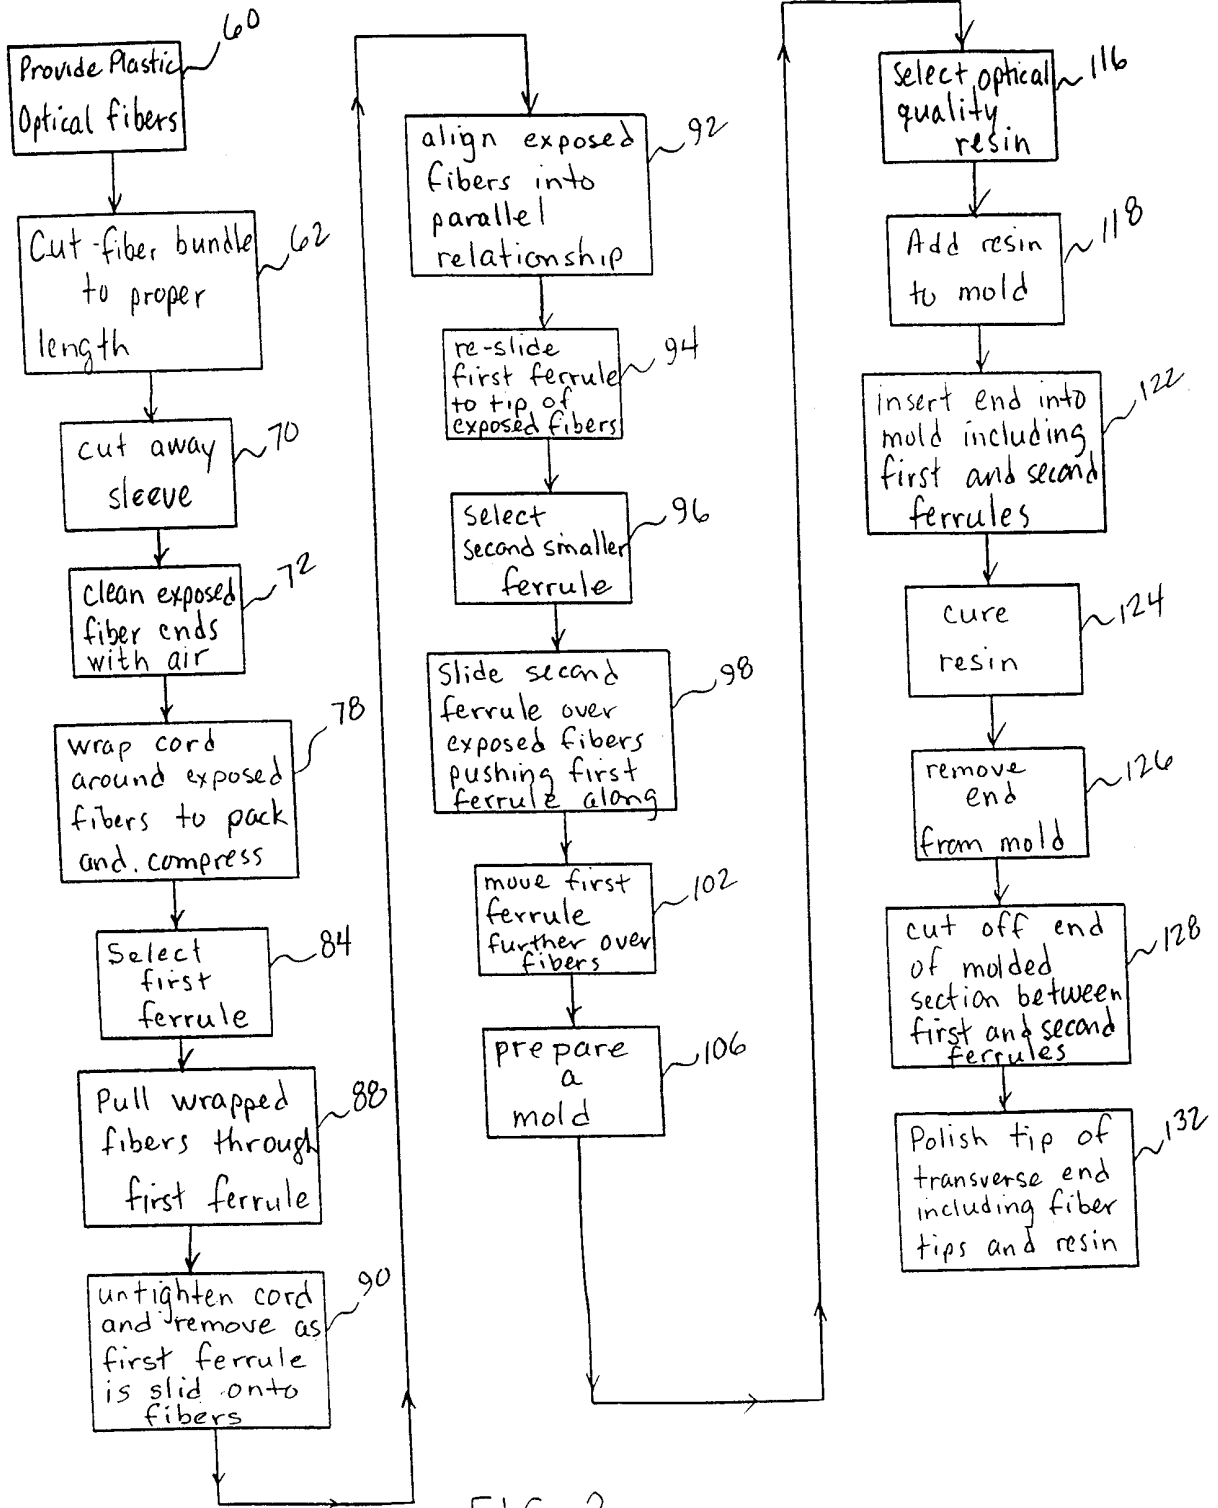 60
Provide Plastic
Optical fibers
Cut fiber bundle
to proper
length
62
cut away
sleeve
70
clean exposed
fiber ends
with air
72
wrap cord
around exposed
fibers to pack
and. compress
78
Select
first
ferrule
84
Pull wrapped
fibers through
first ferrule
88
untighten cord
and remove as
first ferrule
is slid onto
fibers
90
align exposed
fibers into
parallel
relationship
92
re-slide
first ferrule
to tip of
exposed fibers
94
Select
second smaller
ferrule
96
Slide second
ferrule over
exposed fibers
pushing first
ferrule along
98
move first
ferrule
further over
fibers
102
prepare
a
mold
106
Select optical
quality
resin
116
Add resin
to mold
118
insert end into
mold including
first and second
ferrules
122
cure
resin
124
remove
end
from mold
126
cut off end
of molded
section between
first and second
ferrules
128
Polish tip of
transverse end
including fiber
tips and resin
132